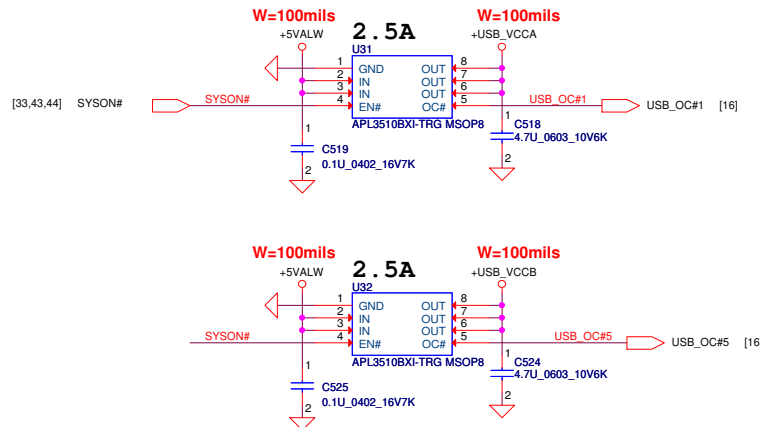 W=100mils 2.5A W=100mils
+5VALW U31 +USB_VCCA
1 GND OUT 8
2 IN OUT 7
3 IN OUT 6
[33,43,44] SYSON# SYSON# 4 EN# OC# 5 USB_OC#1 USB_OC#1 [16]
APL3510BXI-TRG MSOP8
1 C519 2 0.1U_0402_16V7K
1 C518 4.7U_0603_10V6K 2
W=100mils 2.5A W=100mils
+5VALW U32 +USB_VCCB
1 GND OUT 8
2 IN OUT 7
3 IN OUT 6
SYSON# 4 EN# OC# 5 USB_OC#5 USB_OC#5 [16
APL3510BXI-TRG MSOP8
1 C525 2 0.1U_0402_16V7K
1 C524 4.7U_0603_10V6K 2